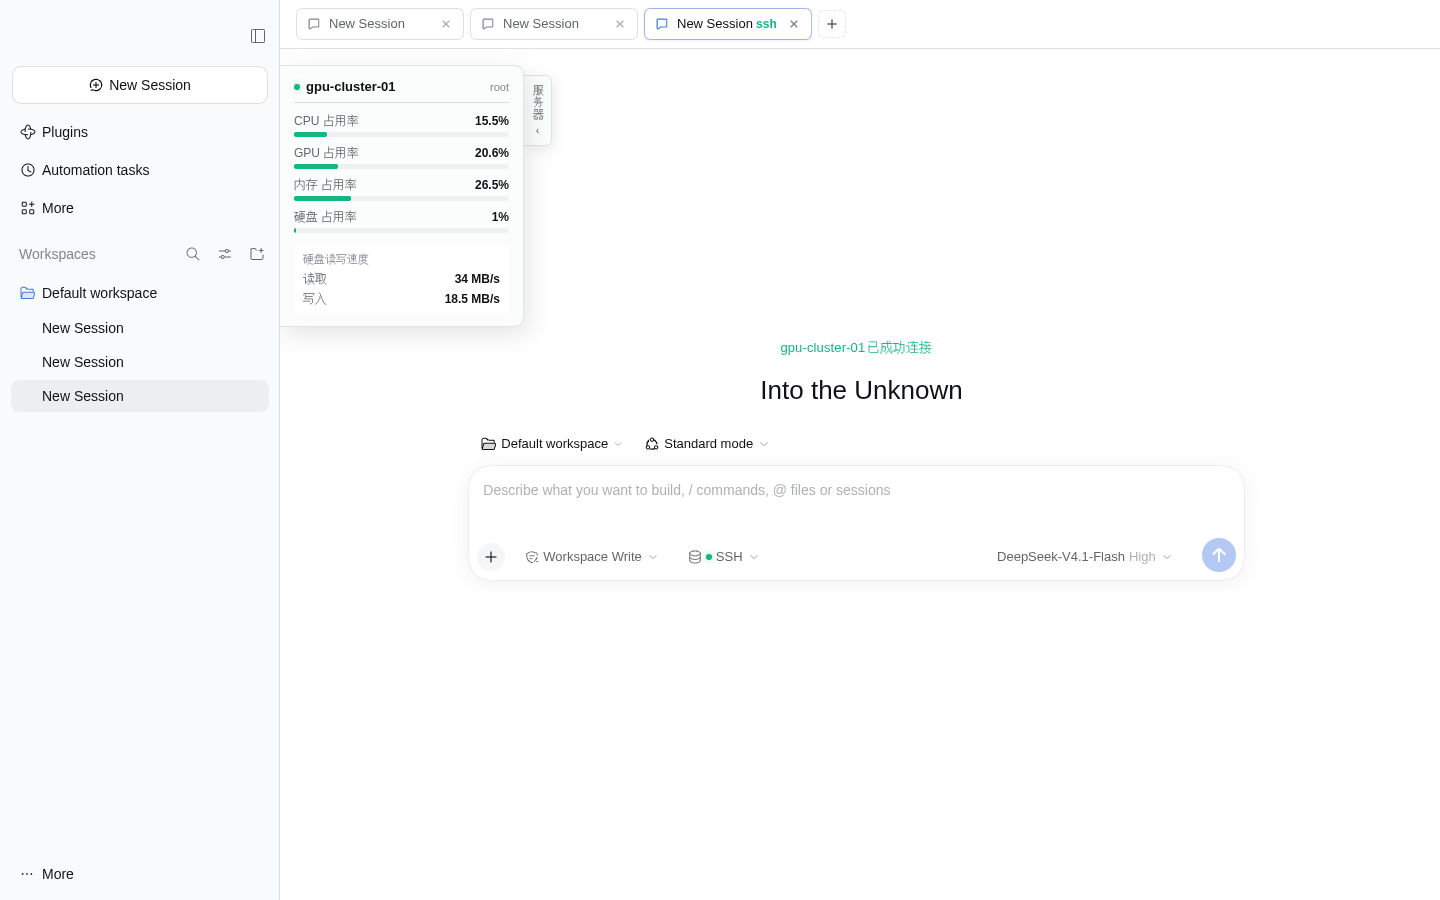 New Session
Plugins
Automation tasks
More
Workspaces
Default workspace
New Session
New Session
New Session
More
New Session
New Session
New Session ssh
gpu-cluster-01 root
CPU 占用率 15.5%
GPU 占用率 20.6%
内存 占用率 26.5%
硬盘 占用率 1%
硬盘读写速度
读取 34 MB/s
写入 18.5 MB/s
服务器
gpu-cluster-01已成功连接
Into the Unknown
Default workspace Standard mode
Describe what you want to build, / commands, @ files or sessions
Workspace Write SSH DeepSeek-V4.1-Flash High